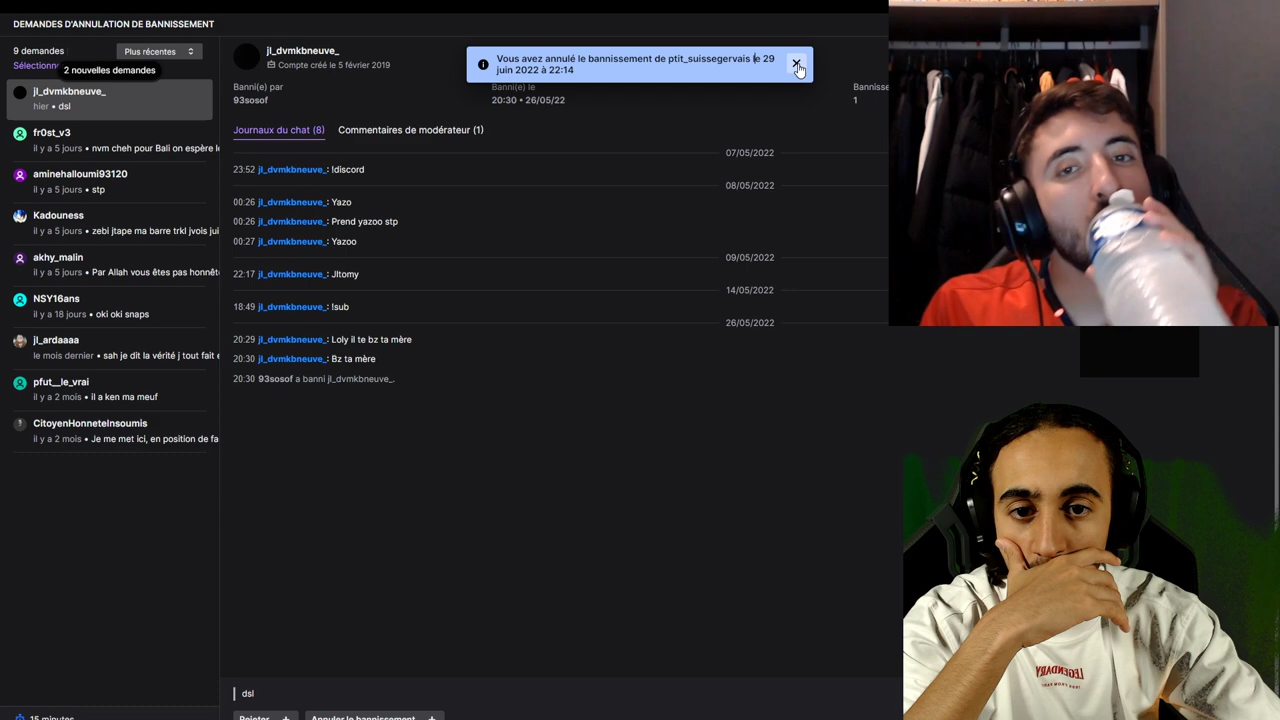 DEMANDES D'ANNULATION DE BANNISSEMENT
9 demandes
Plus récentes
Sélectionn
2 nouvelles demandes
jl_dvmkbneuve_
hier • dsl
fr0st_v3
il y a 5 jours • nvm cheh pour Bali on espère l
aminehalloumi93120
il y a 5 jours • stp
Kadouness
il y a 5 jours • zebi jtape ma barre trkl jvois jui
akhy_malin
il y a 5 jours • Par Allah vous êtes pas honnêt
NSY16ans
il y a 18 jours • oki oki snaps
jl_ardaaaa
le mois dernier • sah je dit la vérité j tout fait
pfut__le_vrai
il y a 2 mois • il a ken ma meuf
CitoyenHonneteInsoumis
il y a 2 mois • Je me met ici, en position de fa
15 minutes
jl_dvmkbneuve_
Compte créé le 5 février 2019
Vous avez annulé le bannissement de ptit_suissegervais le 29
juin 2022 à 22:14
Banni(e) par
93sosof
Banni(e) le
20:30 • 26/05/22
Bannisse
1
Journaux du chat (8)
Commentaires de modérateur (1)
07/05/2022
23:52 jl_dvmkbneuve_: !discord
08/05/2022
00:26 jl_dvmkbneuve_: Yazo
00:26 jl_dvmkbneuve_: Prend yazoo stp
00:27 jl_dvmkbneuve_: Yazoo
09/05/2022
22:17 jl_dvmkbneuve_: Jltomy
14/05/2022
18:49 jl_dvmkbneuve_: !sub
26/05/2022
20:29 jl_dvmkbneuve_: Loly il te bz ta mère
20:30 jl_dvmkbneuve_: Bz ta mère
20:30 93sosof a banni jl_dvmkbneuve_.
dsl
Rejeter
Annuler le bannissement
LEGENDARY